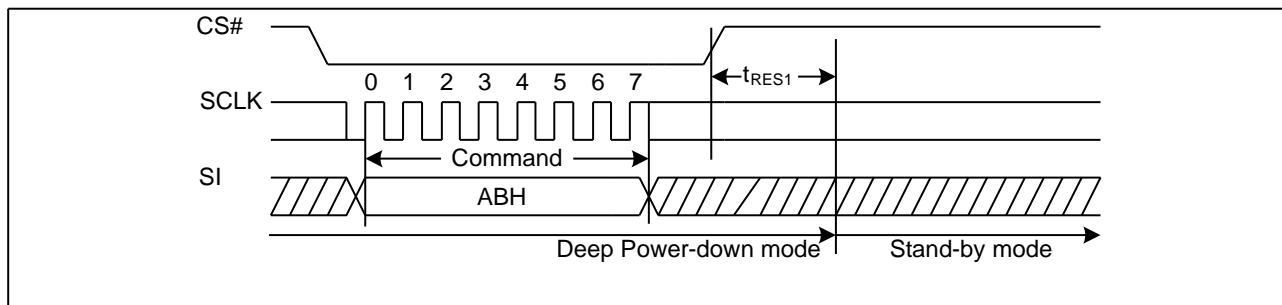 CS#
tRES1
0 1 2 3 4 5 6 7
SCLK
Command
SI
ABH
Deep Power-down mode Stand-by mode